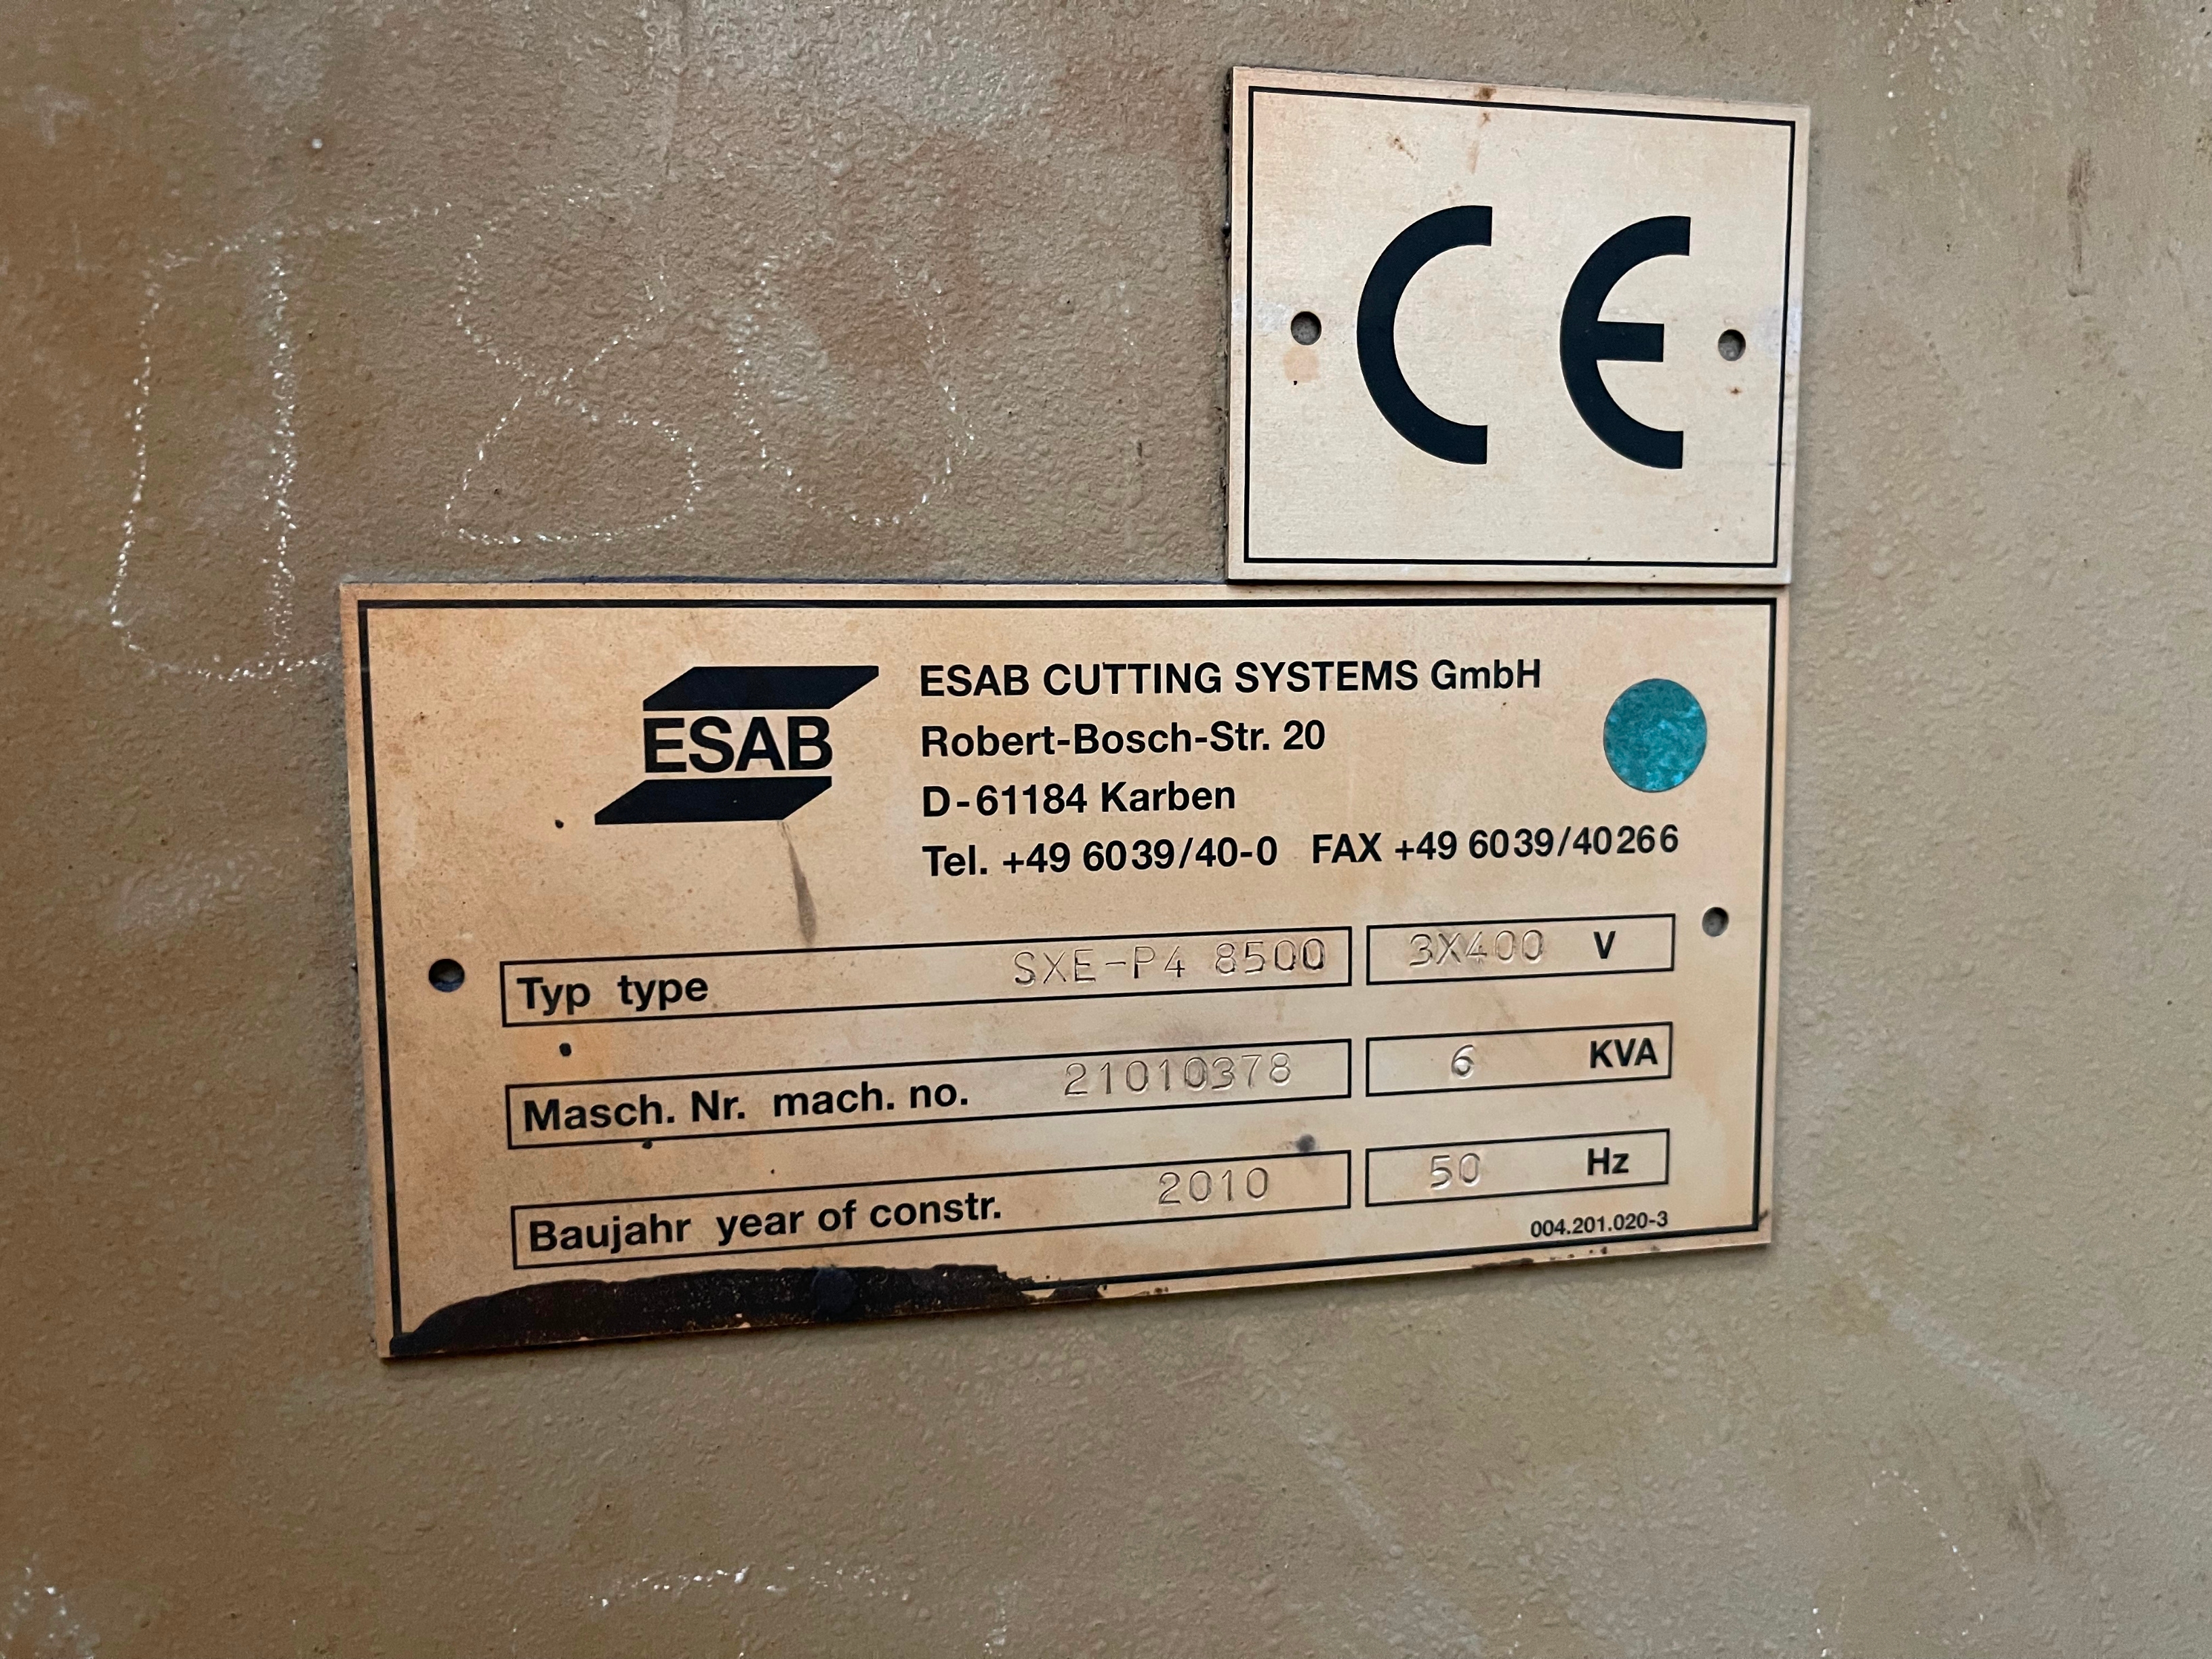 CE
ESAB
ESAB CUTTING SYSTEMS GmbH
Robert-Bosch-Str. 20
D-61184 Karben
Tel. +49 6039/40-0 FAX +49 6039/40266
Typ type SXE-P4 8500 3X400 V
Masch. Nr. mach. no. 21010378 6 KVA
Baujahr year of constr. 2010 50 Hz
004.201.020-3